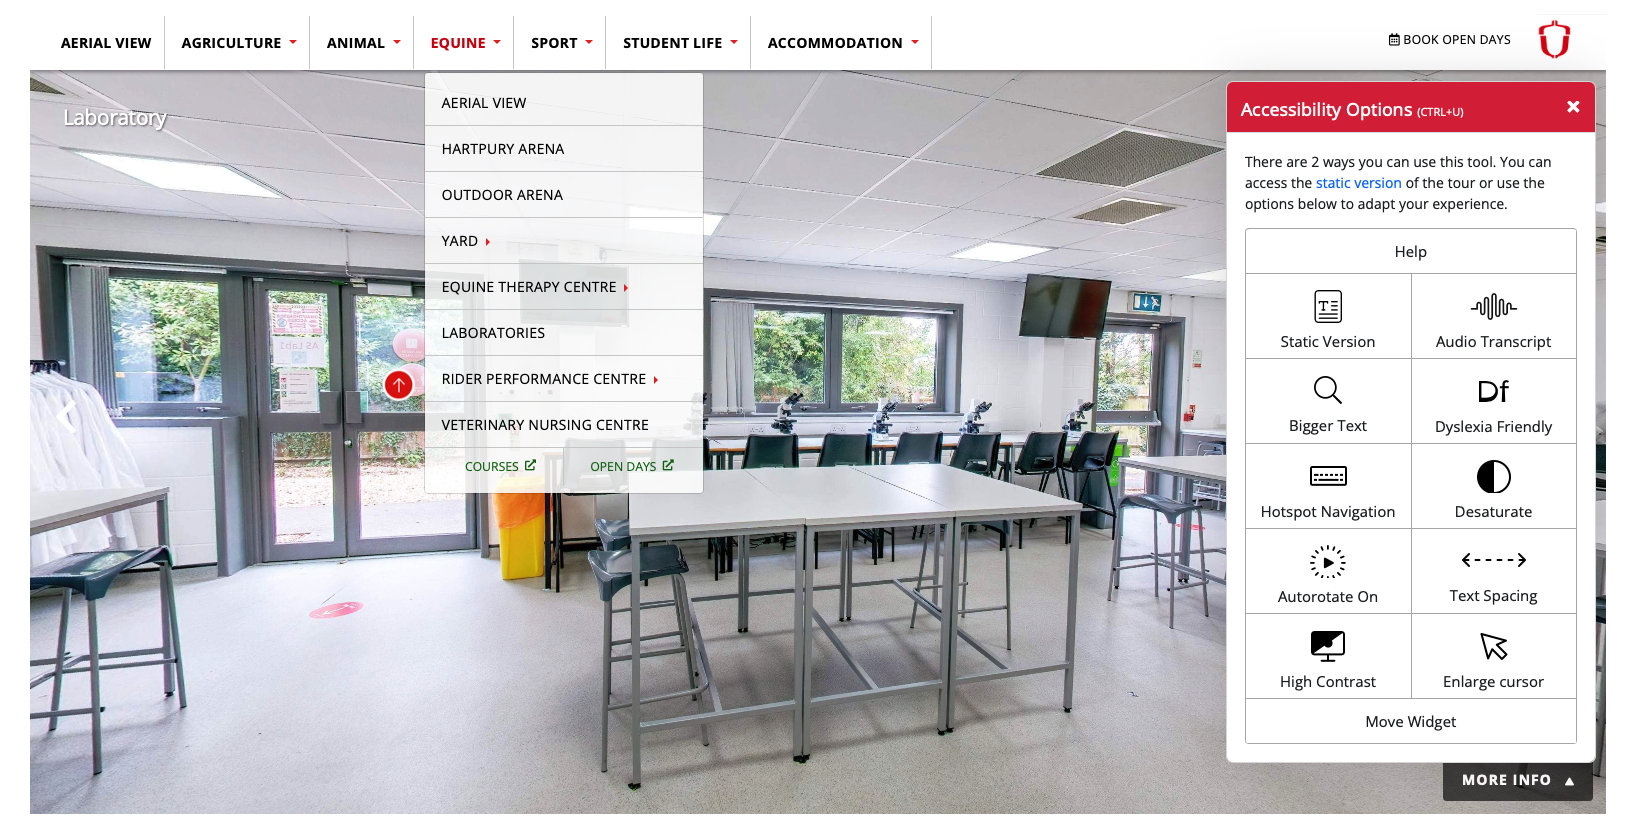 AERIAL VIEW
AGRICULTURE
ANIMAL
EQUINE
SPORT
STUDENT LIFE
ACCOMMODATION
BOOK OPEN DAYS
Laboratory
AERIAL VIEW
HARTPURY ARENA
OUTDOOR ARENA
YARD
EQUINE THERAPY CENTRE
LABORATORIES
RIDER PERFORMANCE CENTRE
VETERINARY NURSING CENTRE
COURSES
OPEN DAYS
AS Lab1
Accessibility Options (CTRL+U)
There are 2 ways you can use this tool. You can
access the static version of the tour or use the
options below to adapt your experience.
Help
Static Version
Audio Transcript
Bigger Text
Df
Dyslexia Friendly
Hotspot Navigation
Desaturate
Autorotate On
Text Spacing
High Contrast
Enlarge cursor
Move Widget
MORE INFO